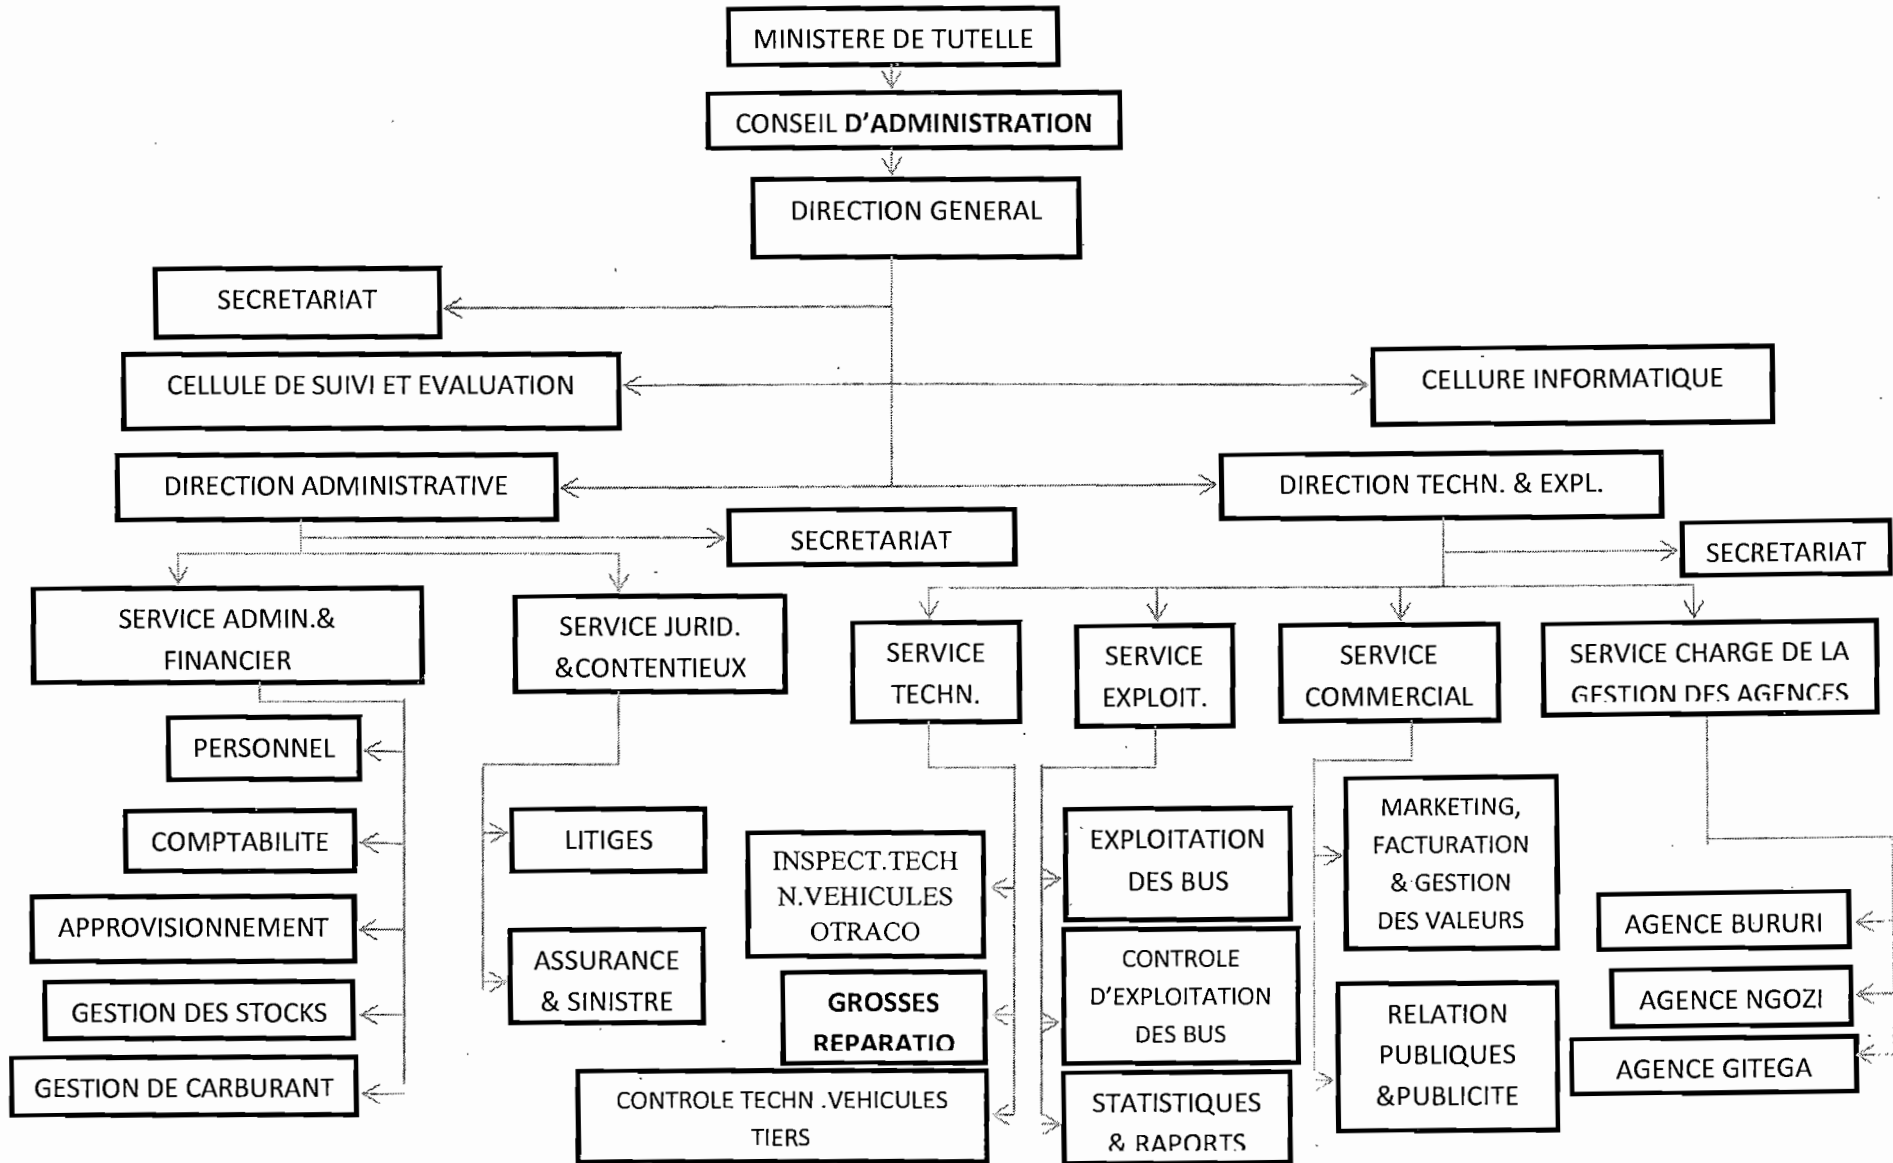 MINISTERE DE TUTELLE
CONSEIL D'ADMINISTRATION
DIRECTION GENERAL
SECRETARIAT
CELLULE DE SUIVI ET EVALUATION
CELLURE INFORMATIQUE
DIRECTION ADMINISTRATIVE
DIRECTION TECHN. & EXPL.
SECRETARIAT
SECRETARIAT
SERVICE ADMIN.&
FINANCIER
SERVICE JURID.
&CONTENTIEUX
SERVICE
TECHN.
SERVICE
EXPLOIT.
SERVICE
COMMERCIAL
SERVICE CHARGE DE LA
GESTION DES AGENCES
PERSONNEL
COMPTABILITE
APPROVISIONNEMENT
GESTION DES STOCKS
GESTION DE CARBURANT
LITIGES
ASSURANCE
& SINISTRE
INSPECT.TECH
N.VEHICULES
OTRACO
GROSSES
REPARATIO
CONTROLE TECHN .VEHICULES
TIERS
EXPLOITATION
DES BUS
CONTROLE
D'EXPLOITATION
DES BUS
STATISTIQUES
& RAPORTS
MARKETING,
FACTURATION
& GESTION
DES VALEURS
RELATION
PUBLIQUES
&PUBLICITE
AGENCE BURURI
AGENCE NGOZI
AGENCE GITEGA